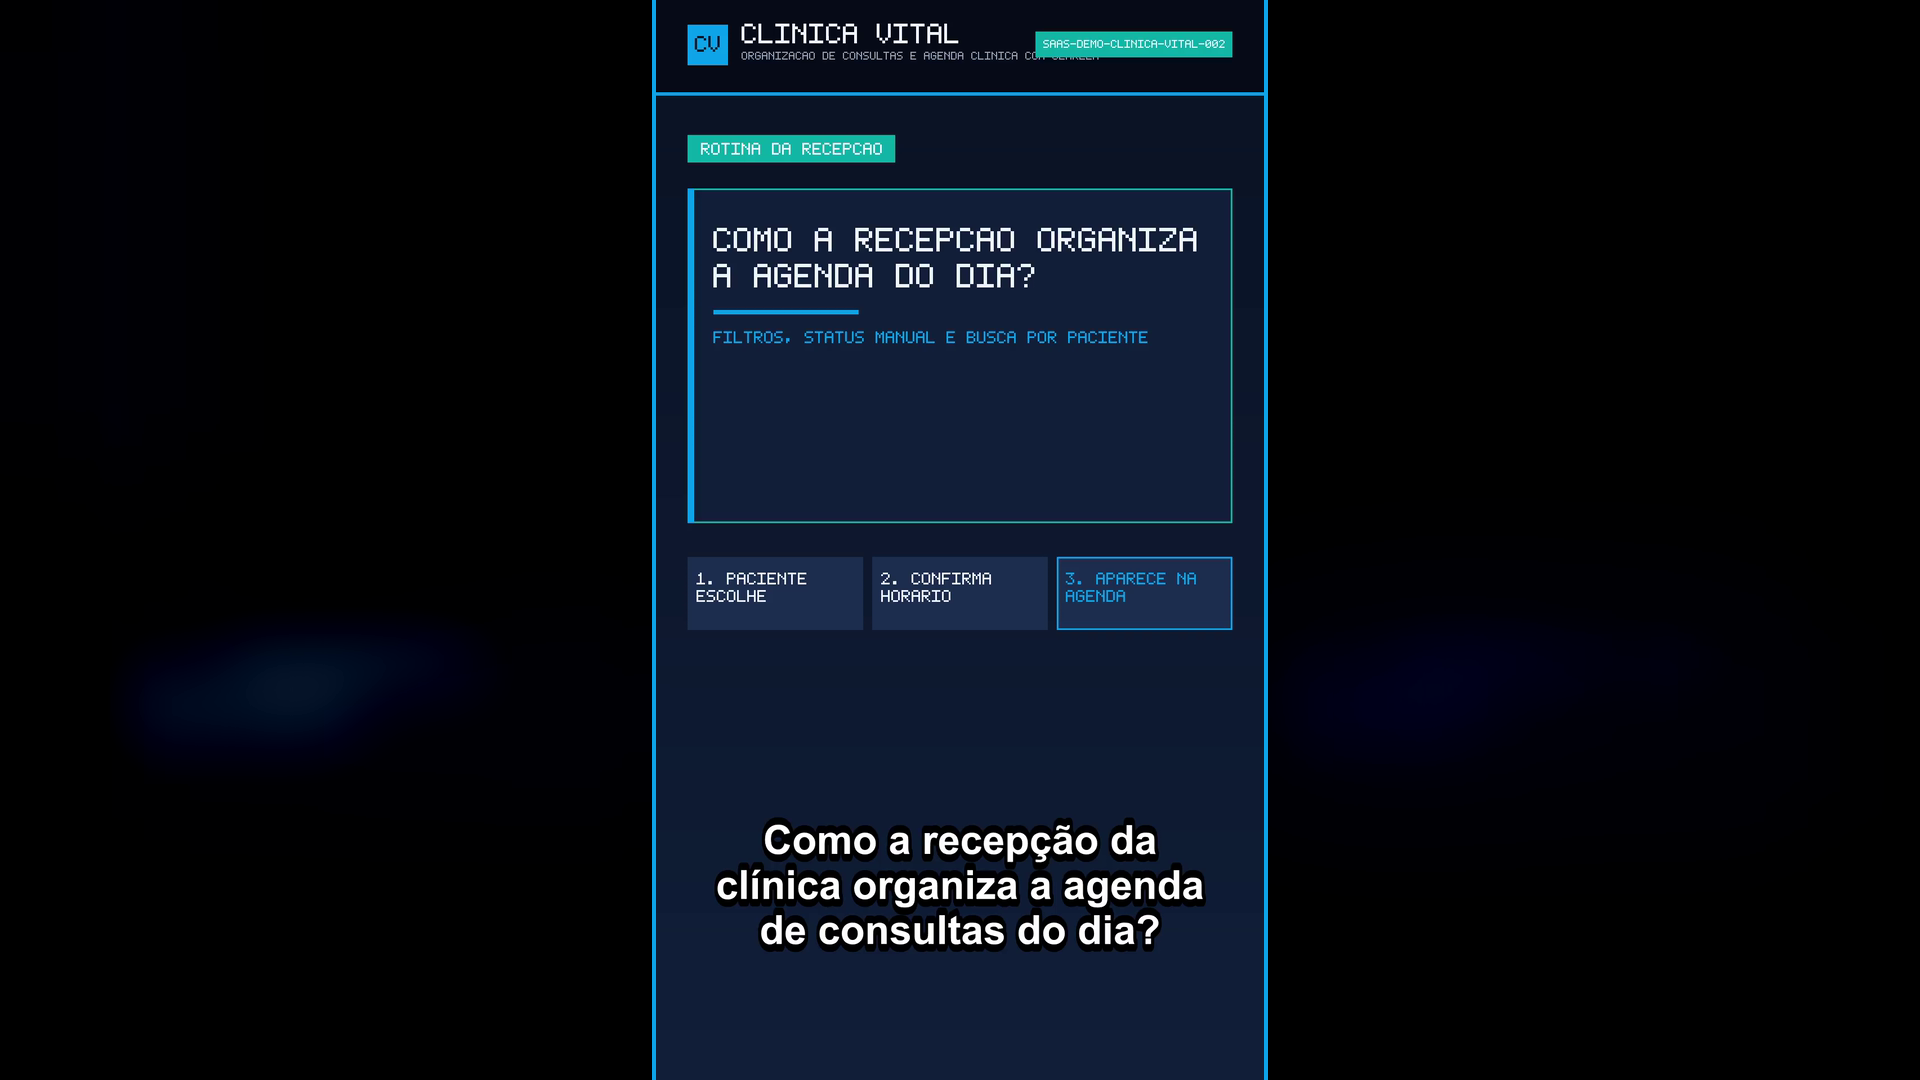 CV
CLINICA VITAL
ORGANIZACAO DE CONSULTAS E AGENDA CLINICA
SAAS-DEMO-CLINICA-VITAL-002
ROTINA DA RECEPCAO
COMO A RECEPCAO ORGANIZA
A AGENDA DO DIA?
FILTROS, STATUS MANUAL E BUSCA POR PACIENTE
1. PACIENTE
ESCOLHE
2. CONFIRMA
HORARIO
3. APARECE NA
AGENDA
Como a recepção da
clínica organiza a agenda
de consultas do dia?